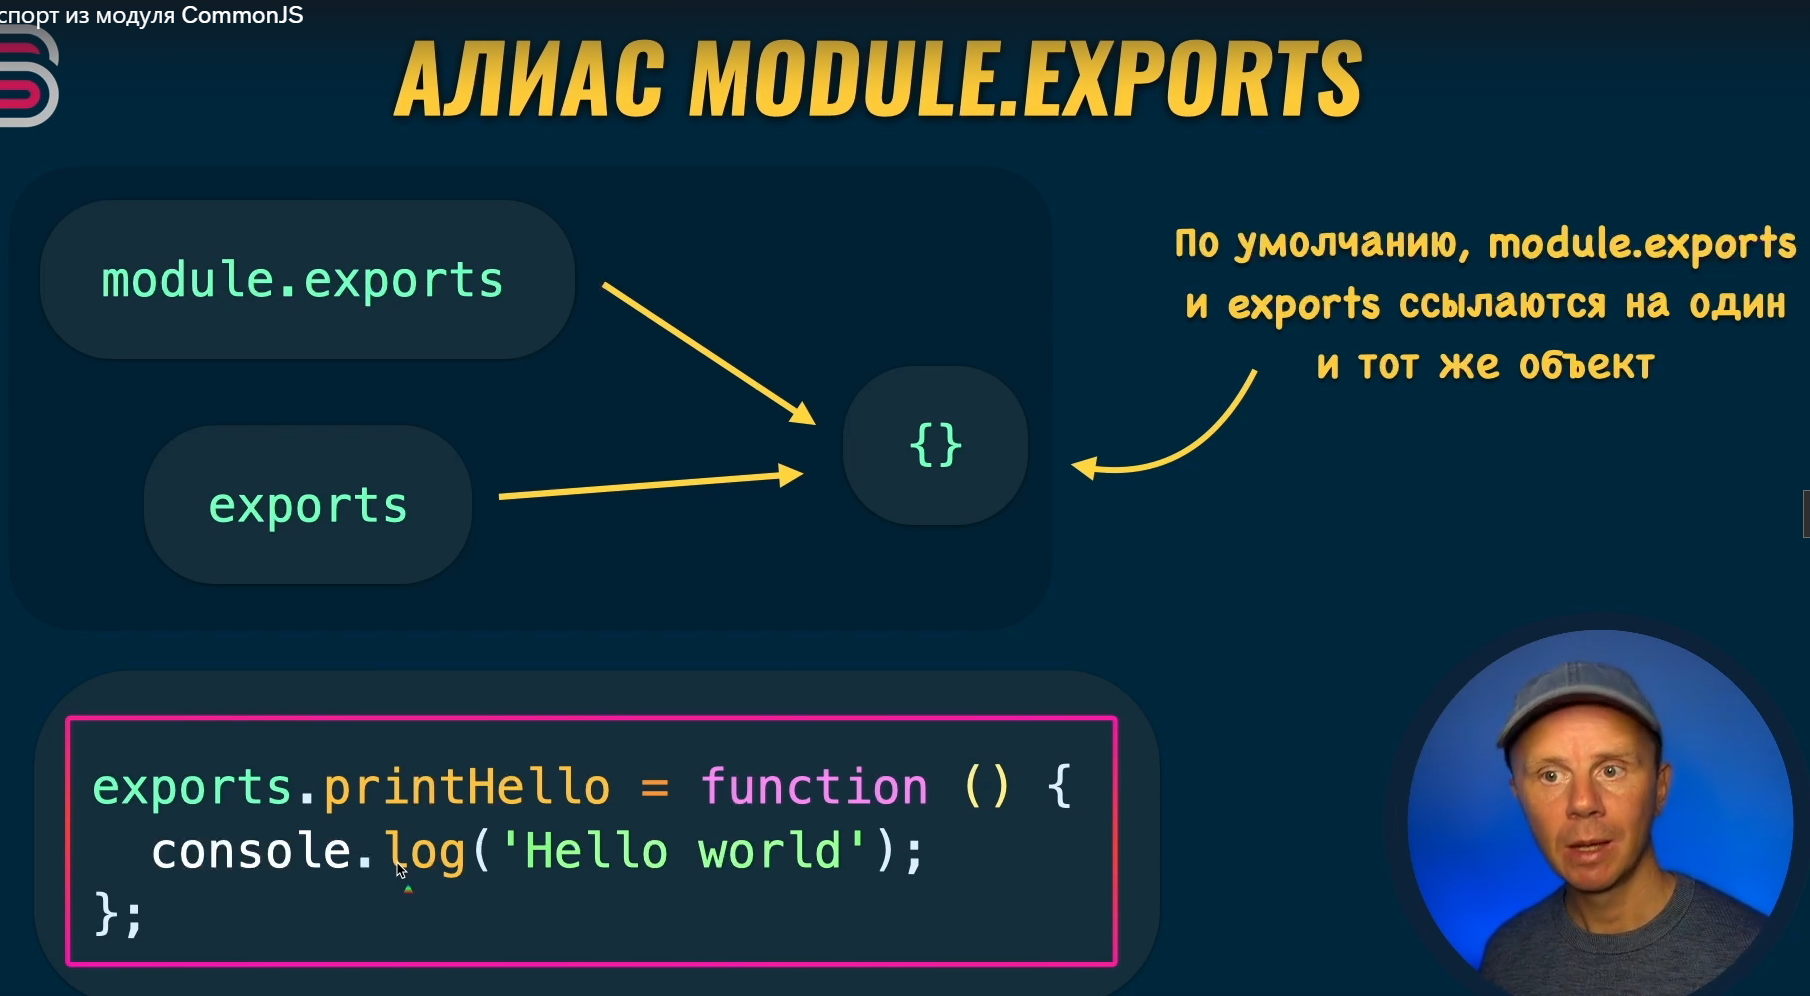 спорт из модуля CommonJS
АЛИАС MODULE.EXPORTS
module.exports
exports
{}
По умолчанию, module.exports
и exports ссылаются на один
и тот же объект
exports.printHello = function () {
  console.log('Hello world');
};